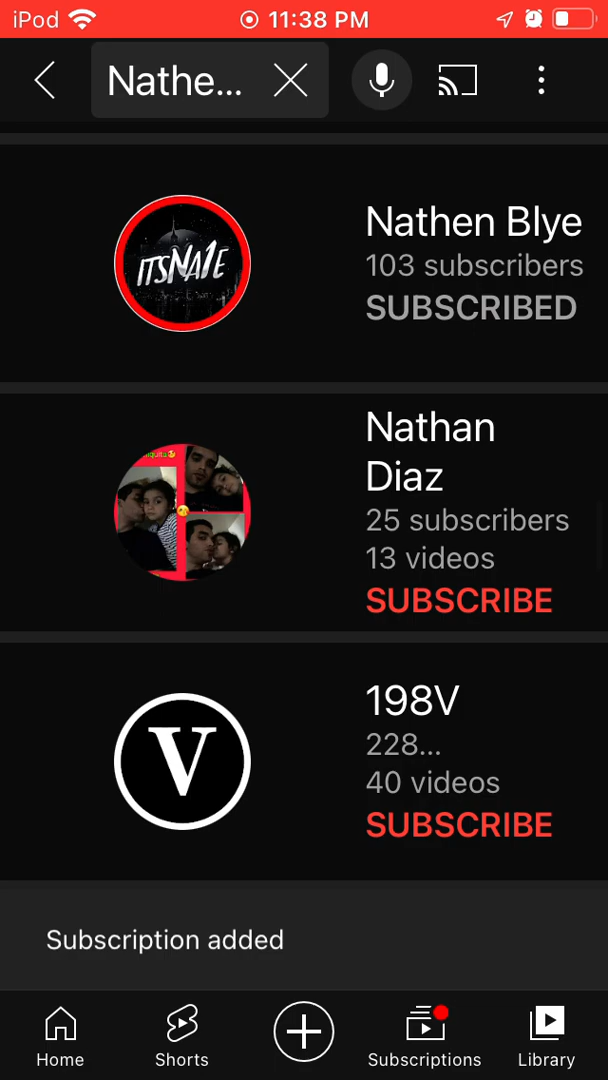 iPod 11:38 PM
Nathe...
ITSNA1E
Nathen Blye
103 subscribers
SUBSCRIBED
Nathan
Diaz
25 subscribers
13 videos
SUBSCRIBE
V
198V
228...
40 videos
SUBSCRIBE
Subscription added
Home
Shorts
Subscriptions
Library